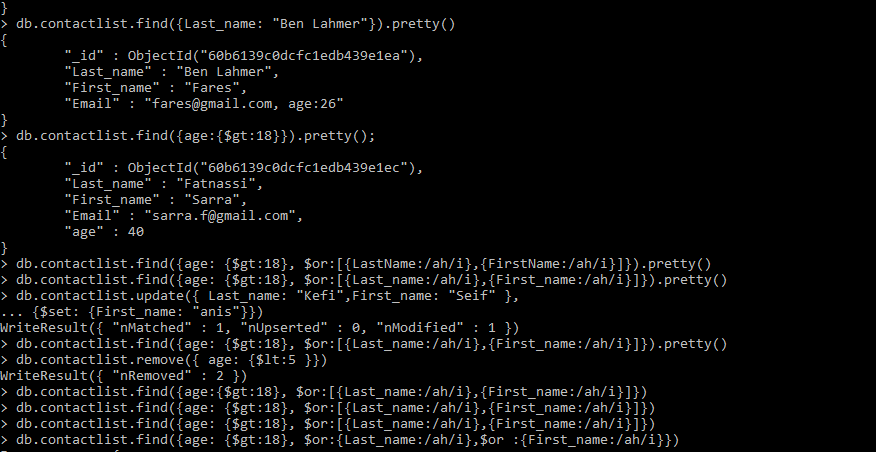 }
> db.contactlist.find({Last_name: "Ben Lahmer"}).pretty()
{
        "_id" : ObjectId("60b6139c0dcfc1edb439e1ea"),
        "Last_name" : "Ben Lahmer",
        "First_name" : "Fares",
        "Email" : "fares@gmail.com, age:26"
}
> db.contactlist.find({age:{$gt:18}}).pretty();
{
        "_id" : ObjectId("60b6139c0dcfc1edb439e1ec"),
        "Last_name" : "Fatnassi",
        "First_name" : "Sarra",
        "Email" : "sarra.f@gmail.com",
        "age" : 40
}
> db.contactlist.find({age: {$gt:18}, $or:[{LastName:/ah/i},{FirstName:/ah/i}]}).pretty()
> db.contactlist.find({age: {$gt:18}, $or:[{Last_name:/ah/i},{First_name:/ah/i}]}).pretty()
> db.contactlist.update({ Last_name: "Kefi",First_name: "Seif" },
... {$set: {First_name: "anis"}})
WriteResult({ "nMatched" : 1, "nUpserted" : 0, "nModified" : 1 })
> db.contactlist.find({age: {$gt:18}, $or:[{Last_name:/ah/i},{First_name:/ah/i}]}).pretty()
> db.contactlist.remove({ age: {$lt:5 }})
WriteResult({ "nRemoved" : 2 })
> db.contactlist.find({age:{$gt:18}, $or:[{Last_name:/ah/i},{First_name:/ah/i}]})
> db.contactlist.find({age: {$gt:18}, $or:[{Last_name:/ah/i},{First_name:/ah/i}]})
> db.contactlist.find({age: {$gt:18}, $or:[{Last_name:/ah/i},{First_name:/ah/i}]})
> db.contactlist.find({age: {$gt:18}, $or:{Last_name:/ah/i},$or :{First_name:/ah/i}})